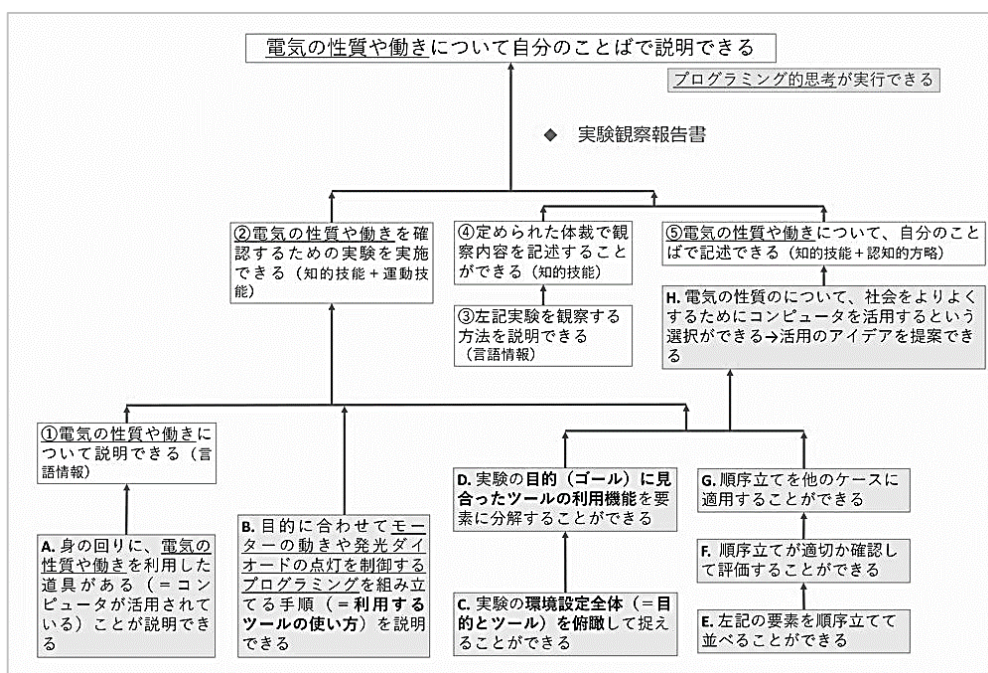 電気の性質や働きについて自分のことばで説明できる
プログラミング的思考が実行できる
◆ 実験観察報告書
②電気の性質や働きを確
認するための実験を実施
できる（知的技能＋運動技
能）
④定められた体裁で観
察内容を記述すること
ができる（知的技能）
⑤電気の性質や働きについて、自分のこと
ばで記述できる（知的技能＋認知的方略）
③左記実験を観察する
方法を説明できる
（言語情報）
H. 電気の性質のについて、社会をよりよく
するためにコンピュータを活用するという
選択ができる→活用のアイデアを提案でき
る
①電気の性質や働きに
ついて説明できる（言
語情報）
A. 身の回りに、電気の
性質や働きを利用した
道具がある（＝コン
ピュータが活用されて
いる）ことが説明でき
る
B. 目的に合わせてモー
ターの動きや発光ダイ
オードの点灯を制御する
プログラミングを組み立
てる手順（＝利用する
ツールの使い方）を説明
できる
D. 実験の目的（ゴール）に見
合ったツールの利用機能を要
素に分解することができる
C. 実験の環境設定全体（＝目
的とツール）を俯瞰して捉え
ることができる
G. 順序立てを他のケースに
適用することができる
F. 順序立てが適切か確認し
て評価することができる
E. 左記の要素を順序立てて
並べることができる